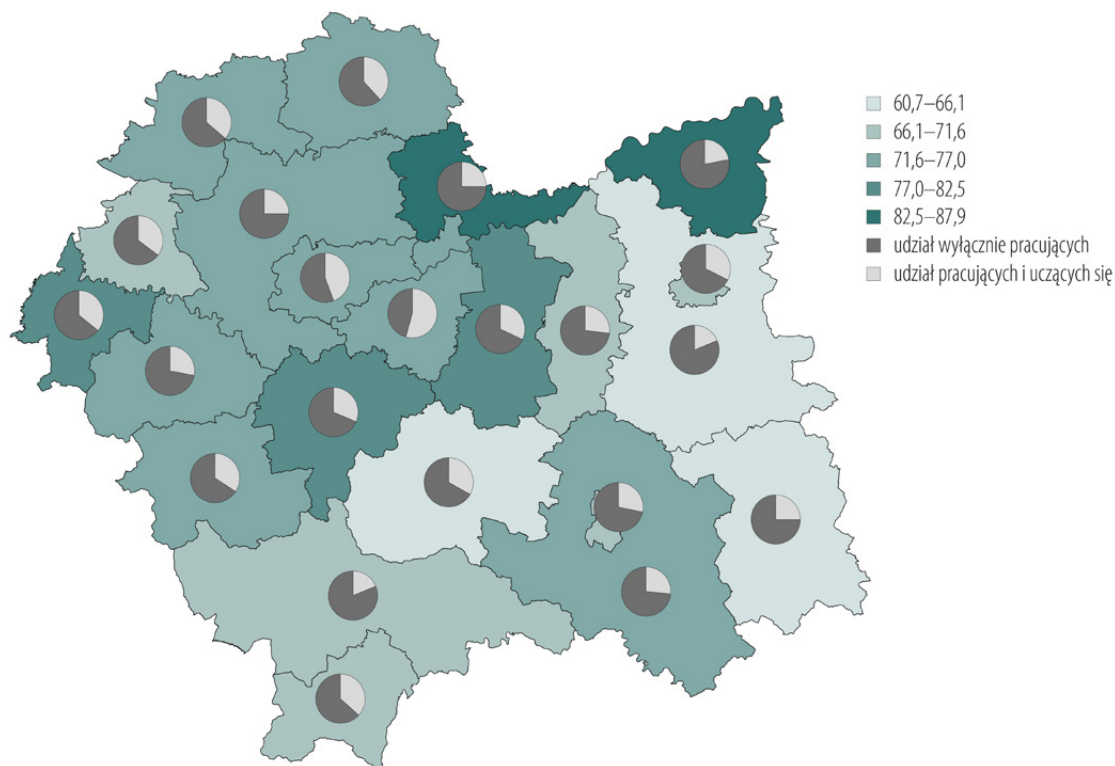 60,7–66,1
66,1–71,6
71,6–77,0
77,0–82,5
82,5–87,9
udział wyłącznie pracujących
udział pracujących i uczących się